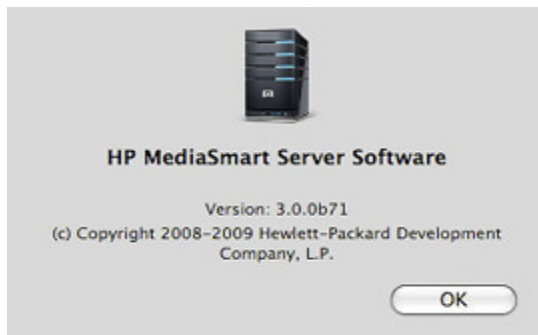 HP MediaSmart Server Software
Version: 3.0.0b71
(c) Copyright 2008-2009 Hewlett-Packard Development
Company, L.P.
OK